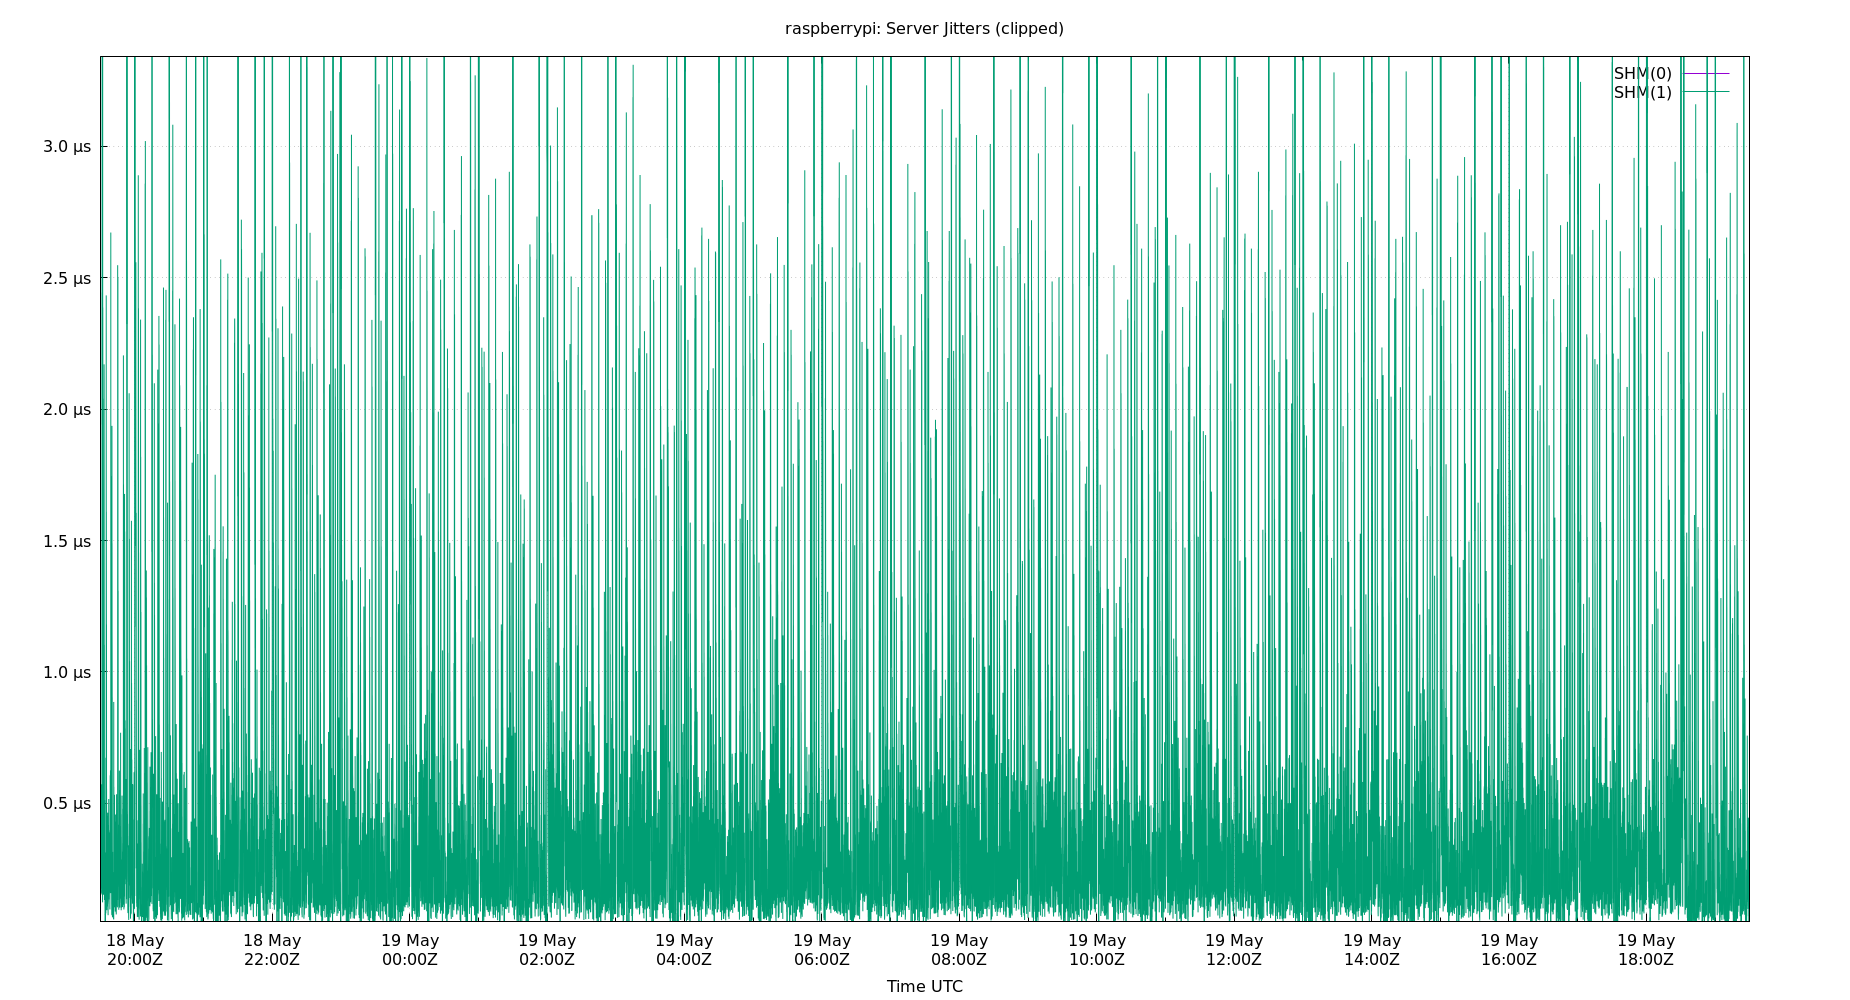 raspberrypi: Server Jitters (clipped)
SHM(0)
SHM(1)
3.0 μs
2.5 μs
2.0 μs
1.5 μs
1.0 μs
0.5 μs
18 May 18 May 19 May 19 May 19 May 19 May 19 May 19 May 19 May 19 May 19 May 19 May
20:00Z 22:00Z 00:00Z 02:00Z 04:00Z 06:00Z 08:00Z 10:00Z 12:00Z 14:00Z 16:00Z 18:00Z
Time UTC